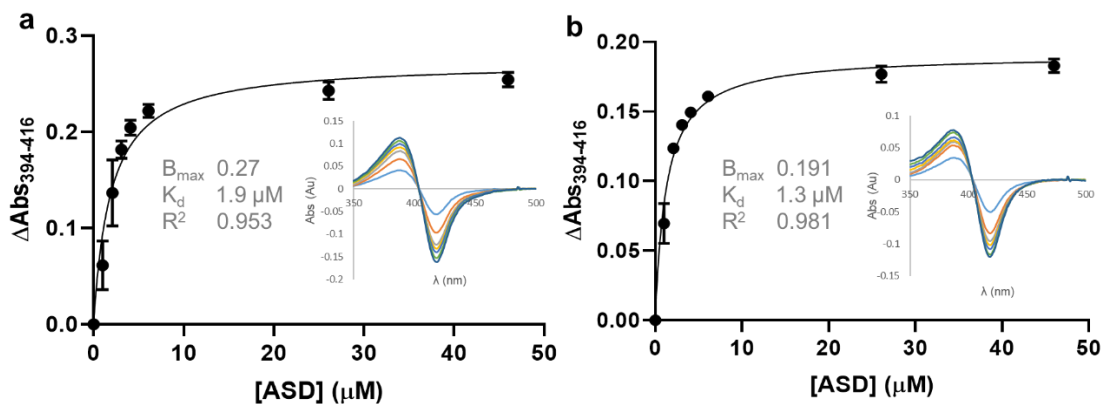 a
0.3
0.2
0.1
0.0
ΔAbs394-416
0 10 20 30 40 50
[ASD] (μM)
Bmax 0.27
Kd 1.9 μM
R2 0.953
0.15
0.1
0.05
0
-0.05
-0.1
-0.15
-0.2
Abs (Au)
350 400 450 500
λ (nm)
b
0.20
0.15
0.10
0.05
0.00
ΔAbs394-416
0 10 20 30 40 50
[ASD] (μM)
Bmax 0.191
Kd 1.3 μM
R2 0.981
0.1
0.05
0
-0.05
-0.1
-0.15
Abs (Au)
350 400 450 500
λ (nm)